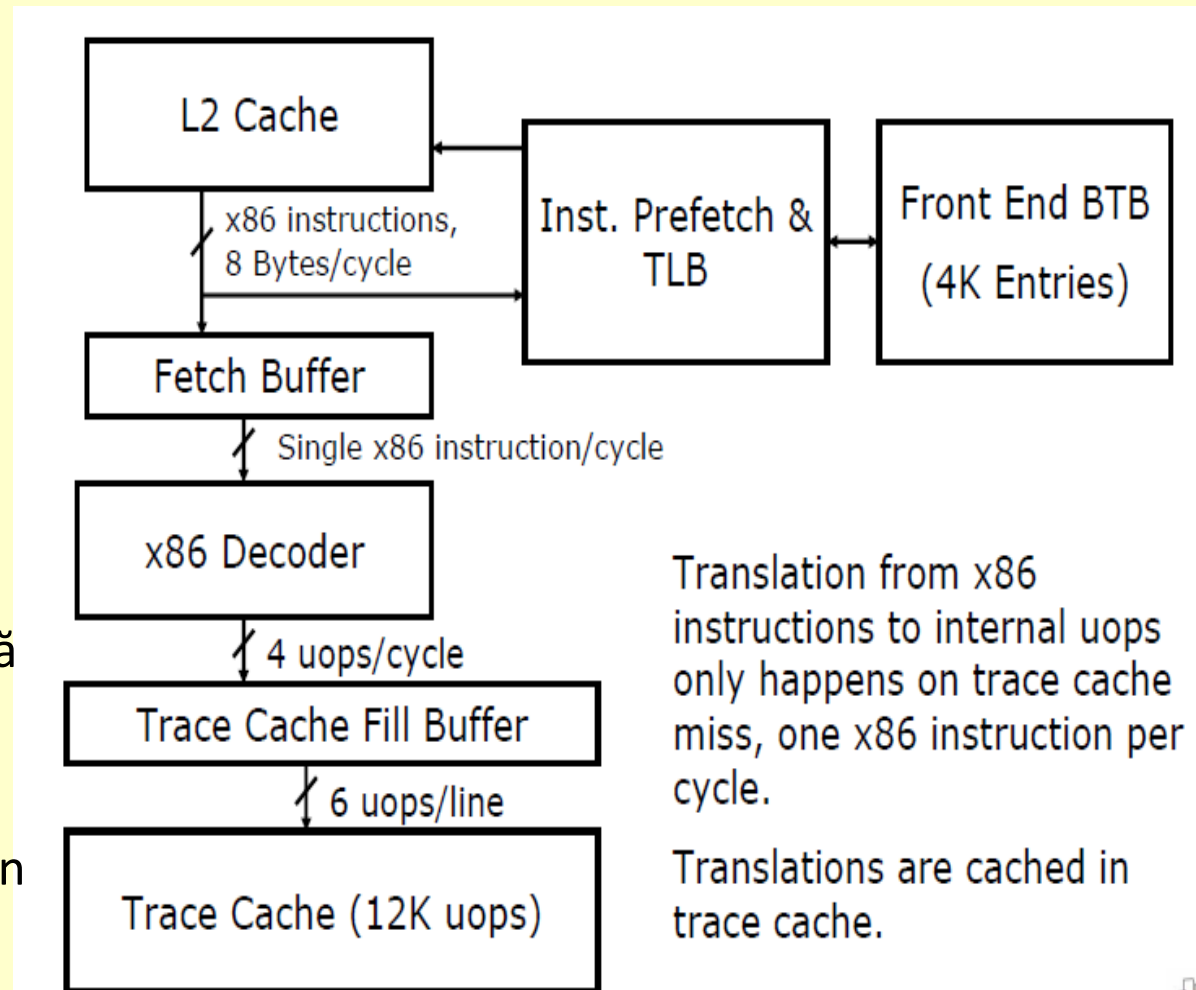 L2 Cache
x86 instructions,
8 Bytes/cycle
Inst. Prefetch &
TLB
Front End BTB
(4K Entries)
Fetch Buffer
Single x86 instruction/cycle
x86 Decoder
4 uops/cycle
Trace Cache Fill Buffer
6 uops/line
Trace Cache (12K uops)
Translation from x86
instructions to internal uops
only happens on trace cache
miss, one x86 instruction per
cycle.
Translations are cached in
trace cache.
ă
n